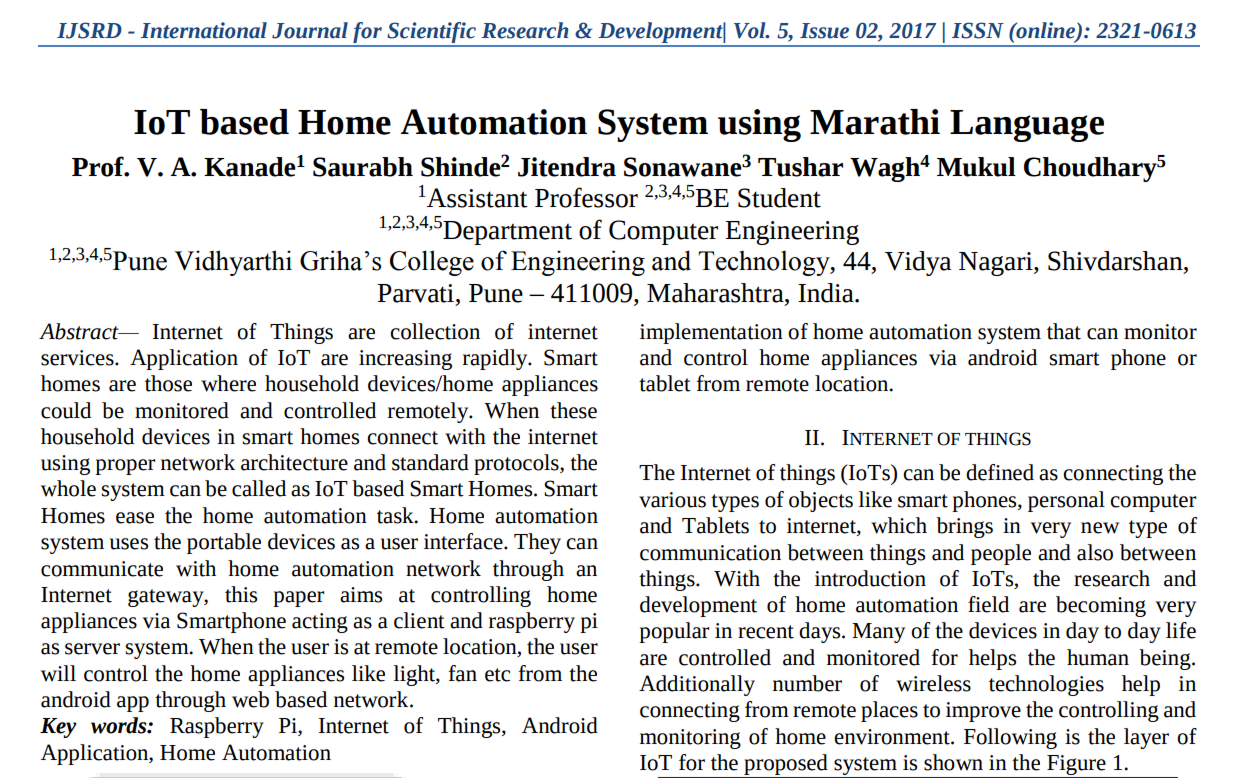 IJSRD - International Journal for Scientific Research & Development| Vol. 5, Issue 02, 2017 | ISSN (online): 2321-0613
IoT based Home Automation System using Marathi Language
Prof. V. A. Kanade1 Saurabh Shinde2 Jitendra Sonawane3 Tushar Wagh4 Mukul Choudhary5
1Assistant Professor 2,3,4,5BE Student
1,2,3,4,5Department of Computer Engineering
1,2,3,4,5Pune Vidhyarthi Griha’s College of Engineering and Technology, 44, Vidya Nagari, Shivdarshan,
Parvati, Pune – 411009, Maharashtra, India.
Abstract— Internet of Things are collection of internet
services. Application of IoT are increasing rapidly. Smart
homes are those where household devices/home appliances
could be monitored and controlled remotely. When these
household devices in smart homes connect with the internet
using proper network architecture and standard protocols, the
whole system can be called as IoT based Smart Homes. Smart
Homes ease the home automation task. Home automation
system uses the portable devices as a user interface. They can
communicate with home automation network through an
Internet gateway, this paper aims at controlling home
appliances via Smartphone acting as a client and raspberry pi
as server system. When the user is at remote location, the user
will control the home appliances like light, fan etc from the
android app through web based network.
Key words: Raspberry Pi, Internet of Things, Android
Application, Home Automation
implementation of home automation system that can monitor
and control home appliances via android smart phone or
tablet from remote location.
II. INTERNET OF THINGS
The Internet of things (IoTs) can be defined as connecting the
various types of objects like smart phones, personal computer
and Tablets to internet, which brings in very new type of
communication between things and people and also between
things. With the introduction of IoTs, the research and
development of home automation field are becoming very
popular in recent days. Many of the devices in day to day life
are controlled and monitored for helps the human being.
Additionally number of wireless technologies help in
connecting from remote places to improve the controlling and
monitoring of home environment. Following is the layer of
IoT for the proposed system is shown in the Figure 1.